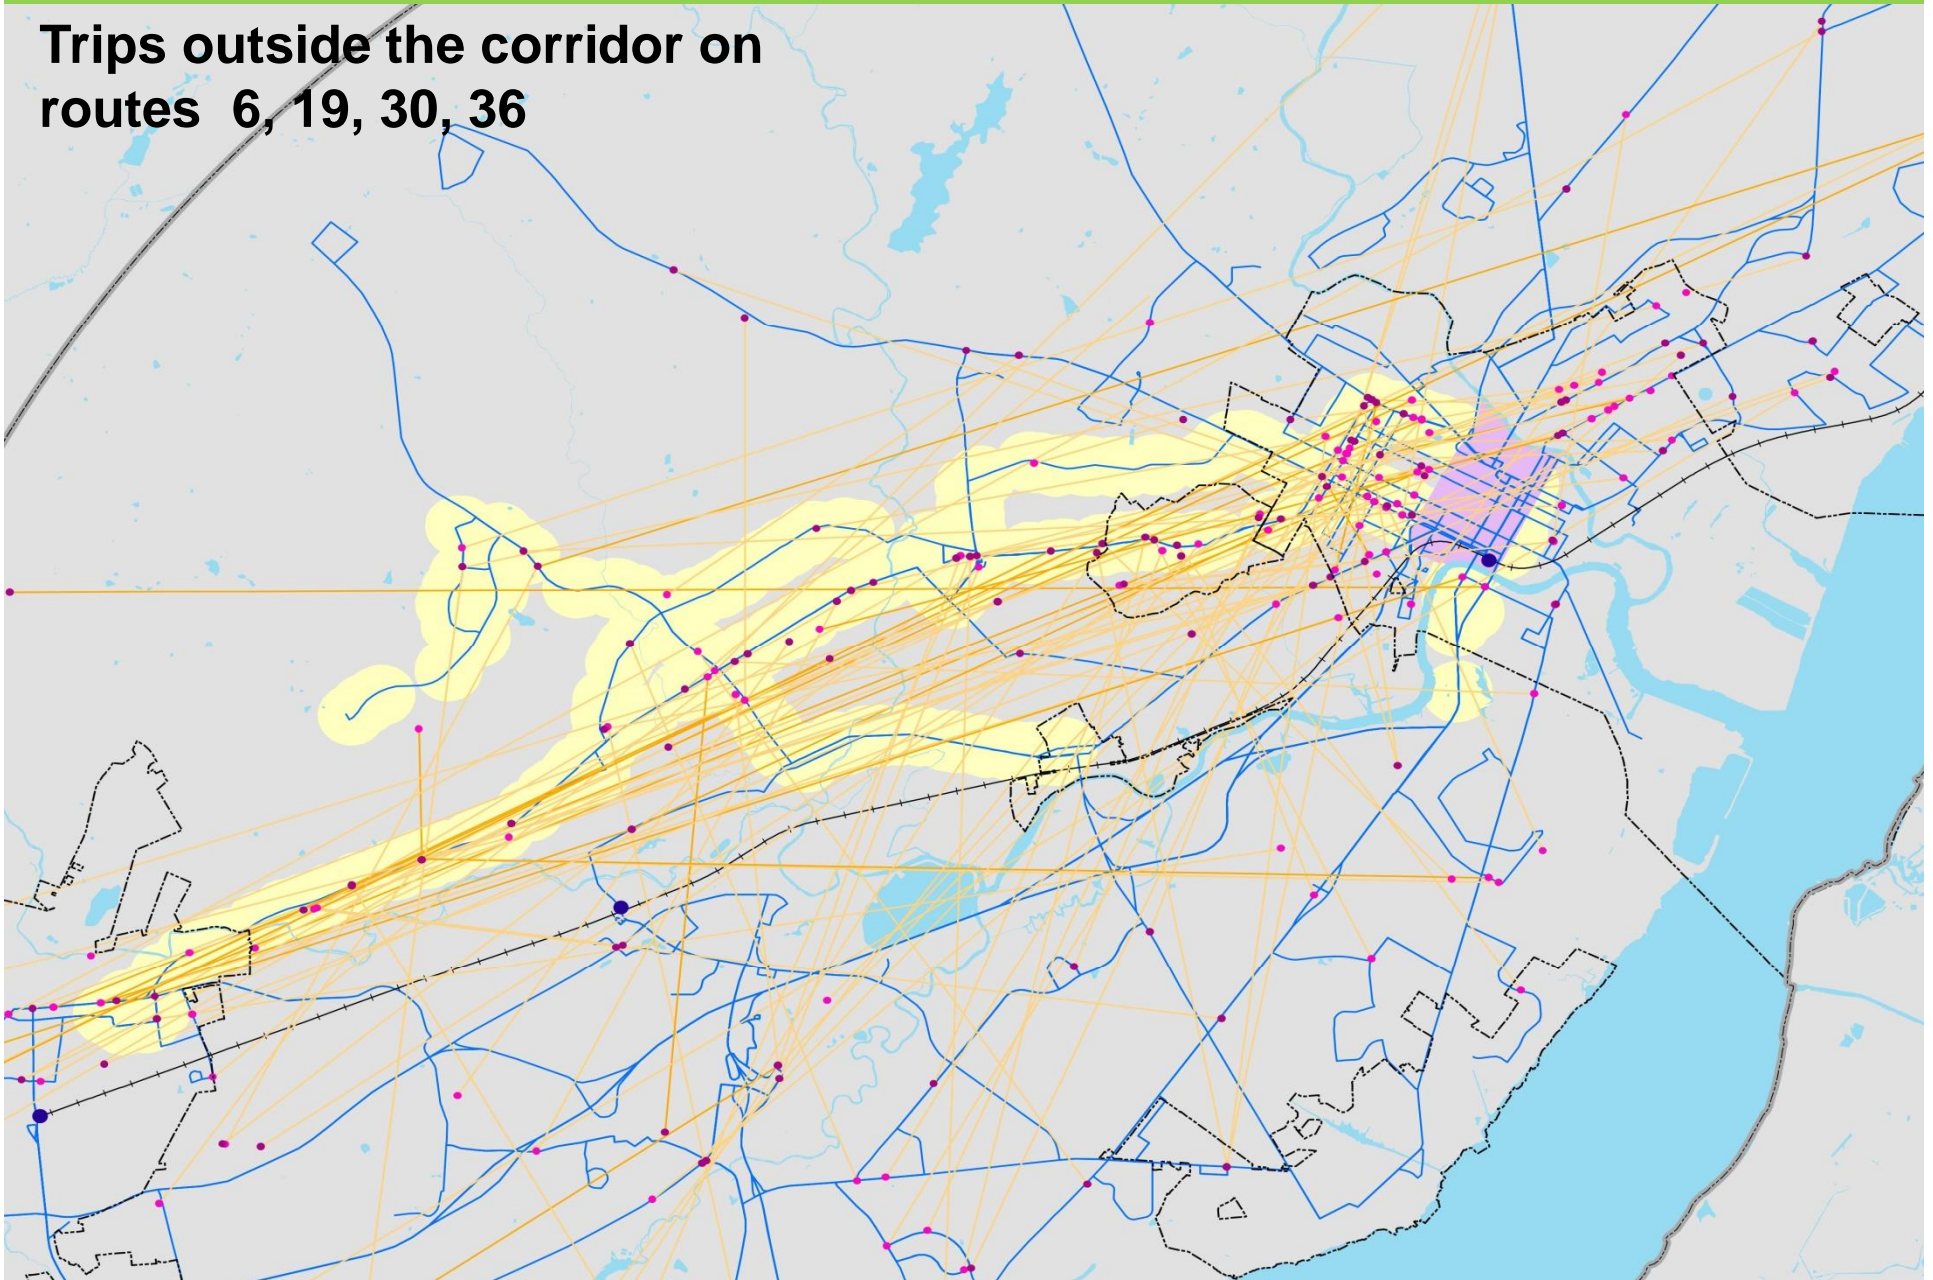 Trips outside the corridor on
routes  6, 19, 30, 36